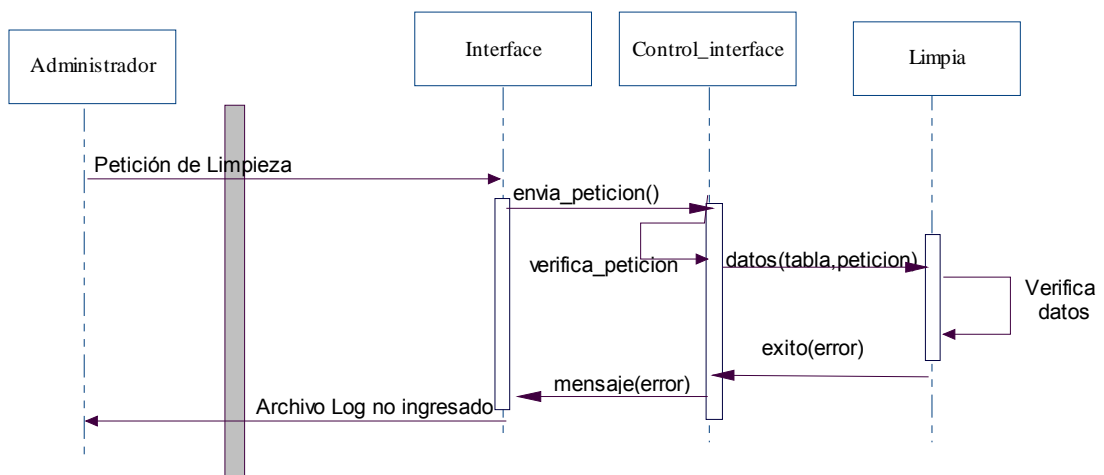 Administrador
Interface
Control_interface
Limpia
Petición de Limpieza
envia_peticion()
verifica_peticion
datos(tabla,peticion)
Verifica
datos
exito(error)
mensaje(error)
Archivo Log no ingresado